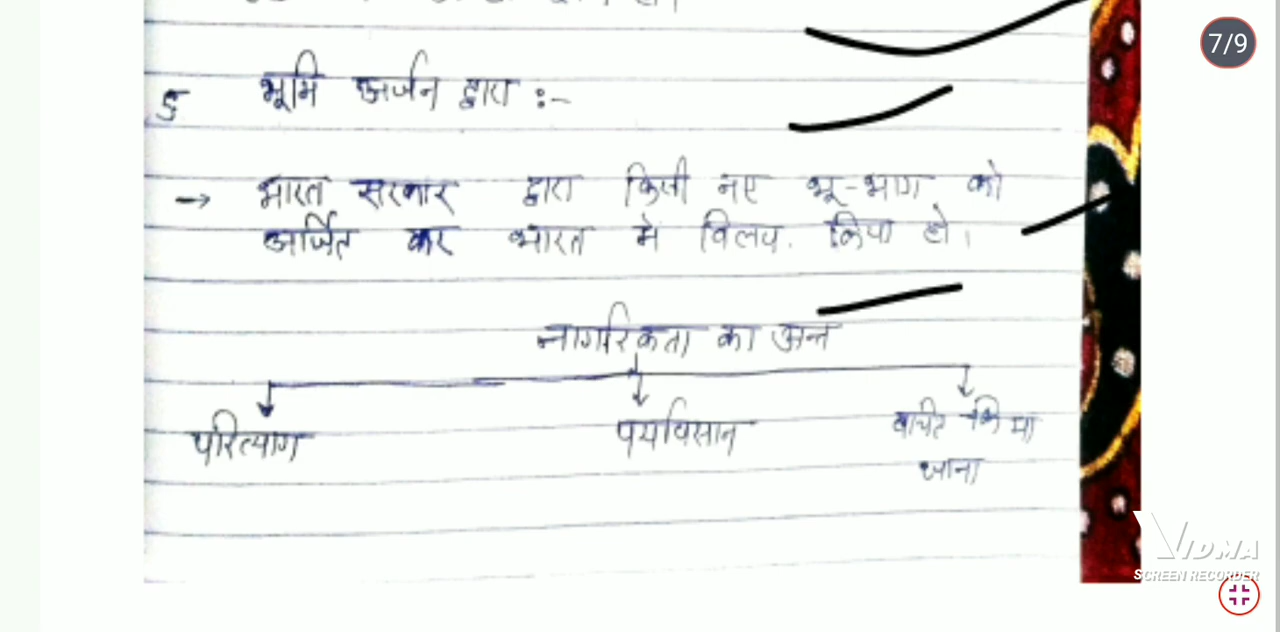 7/9
5 भूमि अर्जन द्वारा :-
→ भारत सरकार द्वारा किसी नए भू-भाग को
अर्जित कर भारत मे विलय. किया हो।
नागरिकता का अन्त
परित्याग पर्यावसान वंचित किया
जाना
VIDMA
SCREEN RECORDER